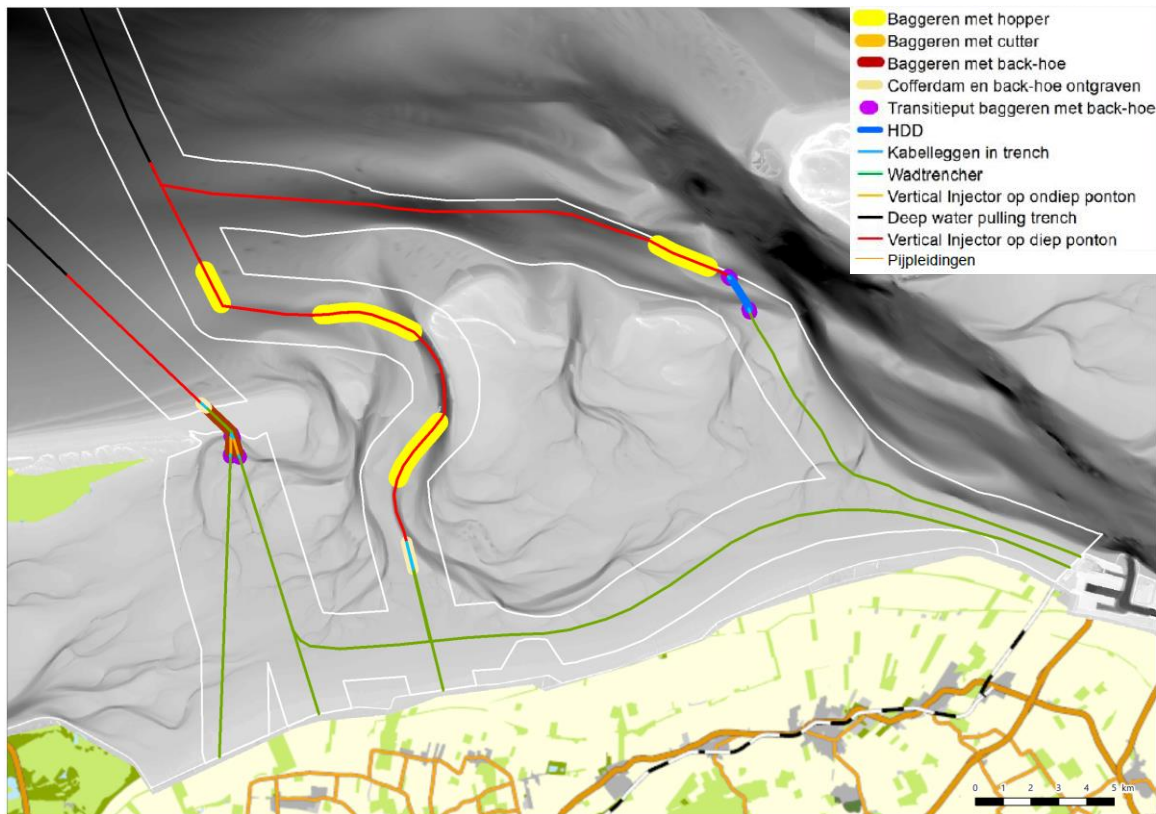 Baggeren met hopper
Baggeren met cutter
Baggeren met back-hoe
Cofferdam en back-hoe ontgraven
Transitieput baggeren met back-hoe
HDD
Kabelleggen in trench
Wadtrencher
Vertical Injector op ondiep ponton
Deep water pulling trench
Vertical Injector op diep ponton
Pijpleidingen
0 1 2 3 4 5 km